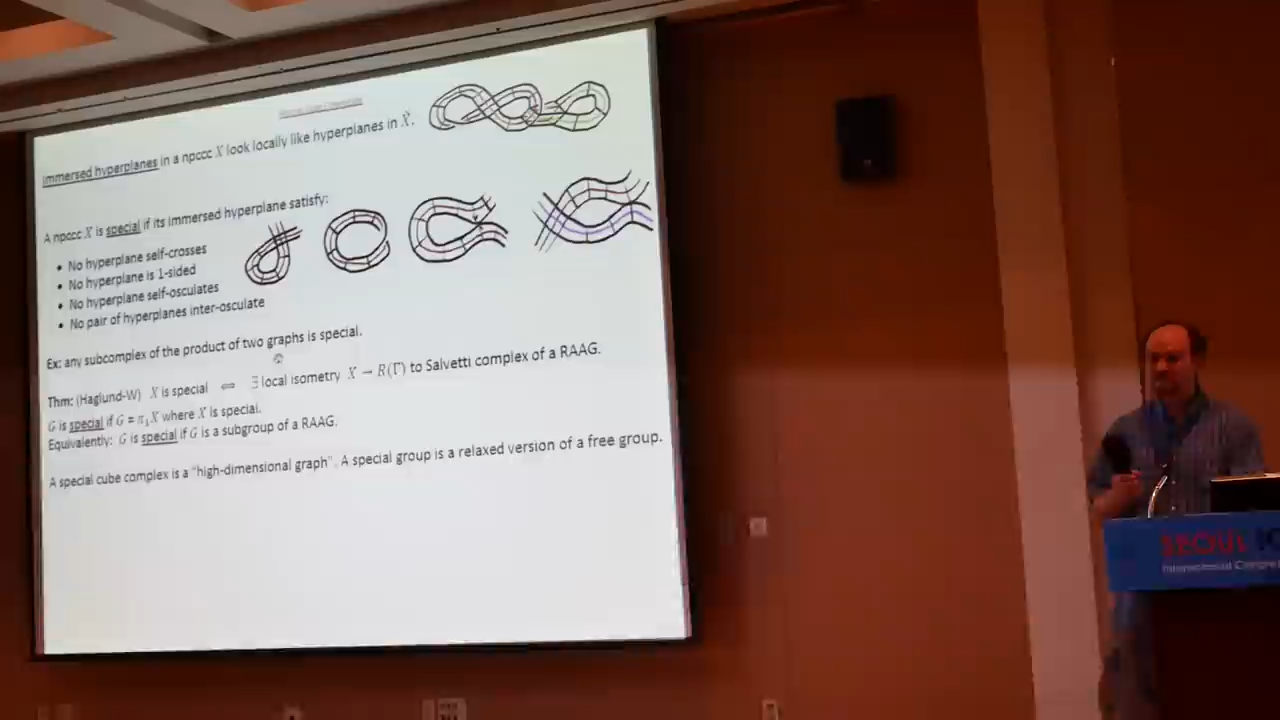 Immersed hyperplanes in a npccc X look locally like hyperplanes in X̃.
A npccc X is special if its immersed hyperplane satisfy:
• No hyperplane self-crosses
• No hyperplane is 1-sided
• No hyperplane self-osculates
• No pair of hyperplanes inter-osculate
Ex: any subcomplex of the product of two graphs is special.
Thm: (Haglund-W) X is special ⇔ ∃ local isometry X → R(Γ) to Salvetti complex of a RAAG.
G is special if G = π₁X where X is special.
Equivalently: G is special if G is a subgroup of a RAAG.
A special cube complex is a "high-dimensional graph". A special group is a relaxed version of a free group.
SEOUL
International